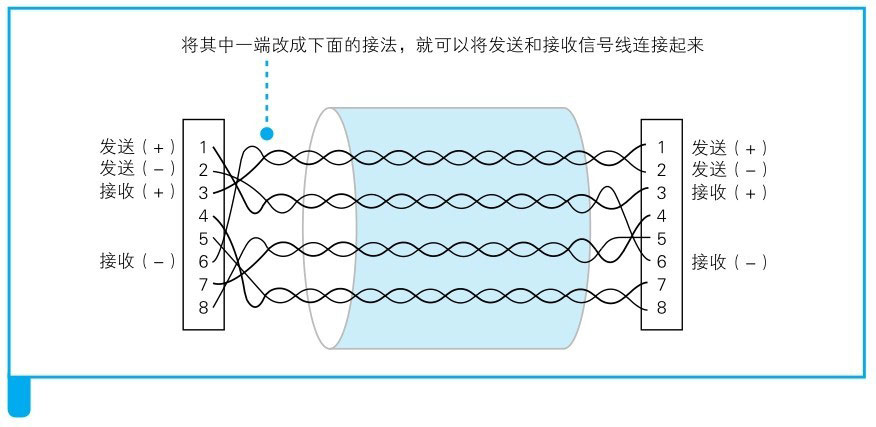 将其中一端改成下面的接法，就可以将发送和接收信号线连接起来
发送（+） 1 1 发送（+）
发送（−） 2 2 发送（−）
接收（+） 3 3 接收（+）
4 4
5 5
接收（−） 6 6 接收（−）
7 7
8 8